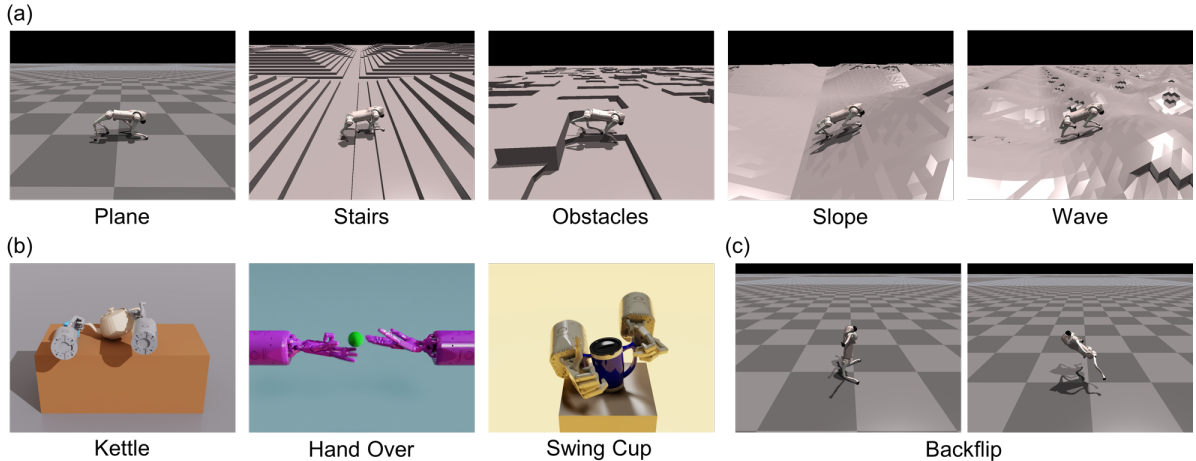 (a)
Plane
Stairs
Obstacles
Slope
Wave
(b)
(c)
Kettle
Hand Over
Swing Cup
Backflip